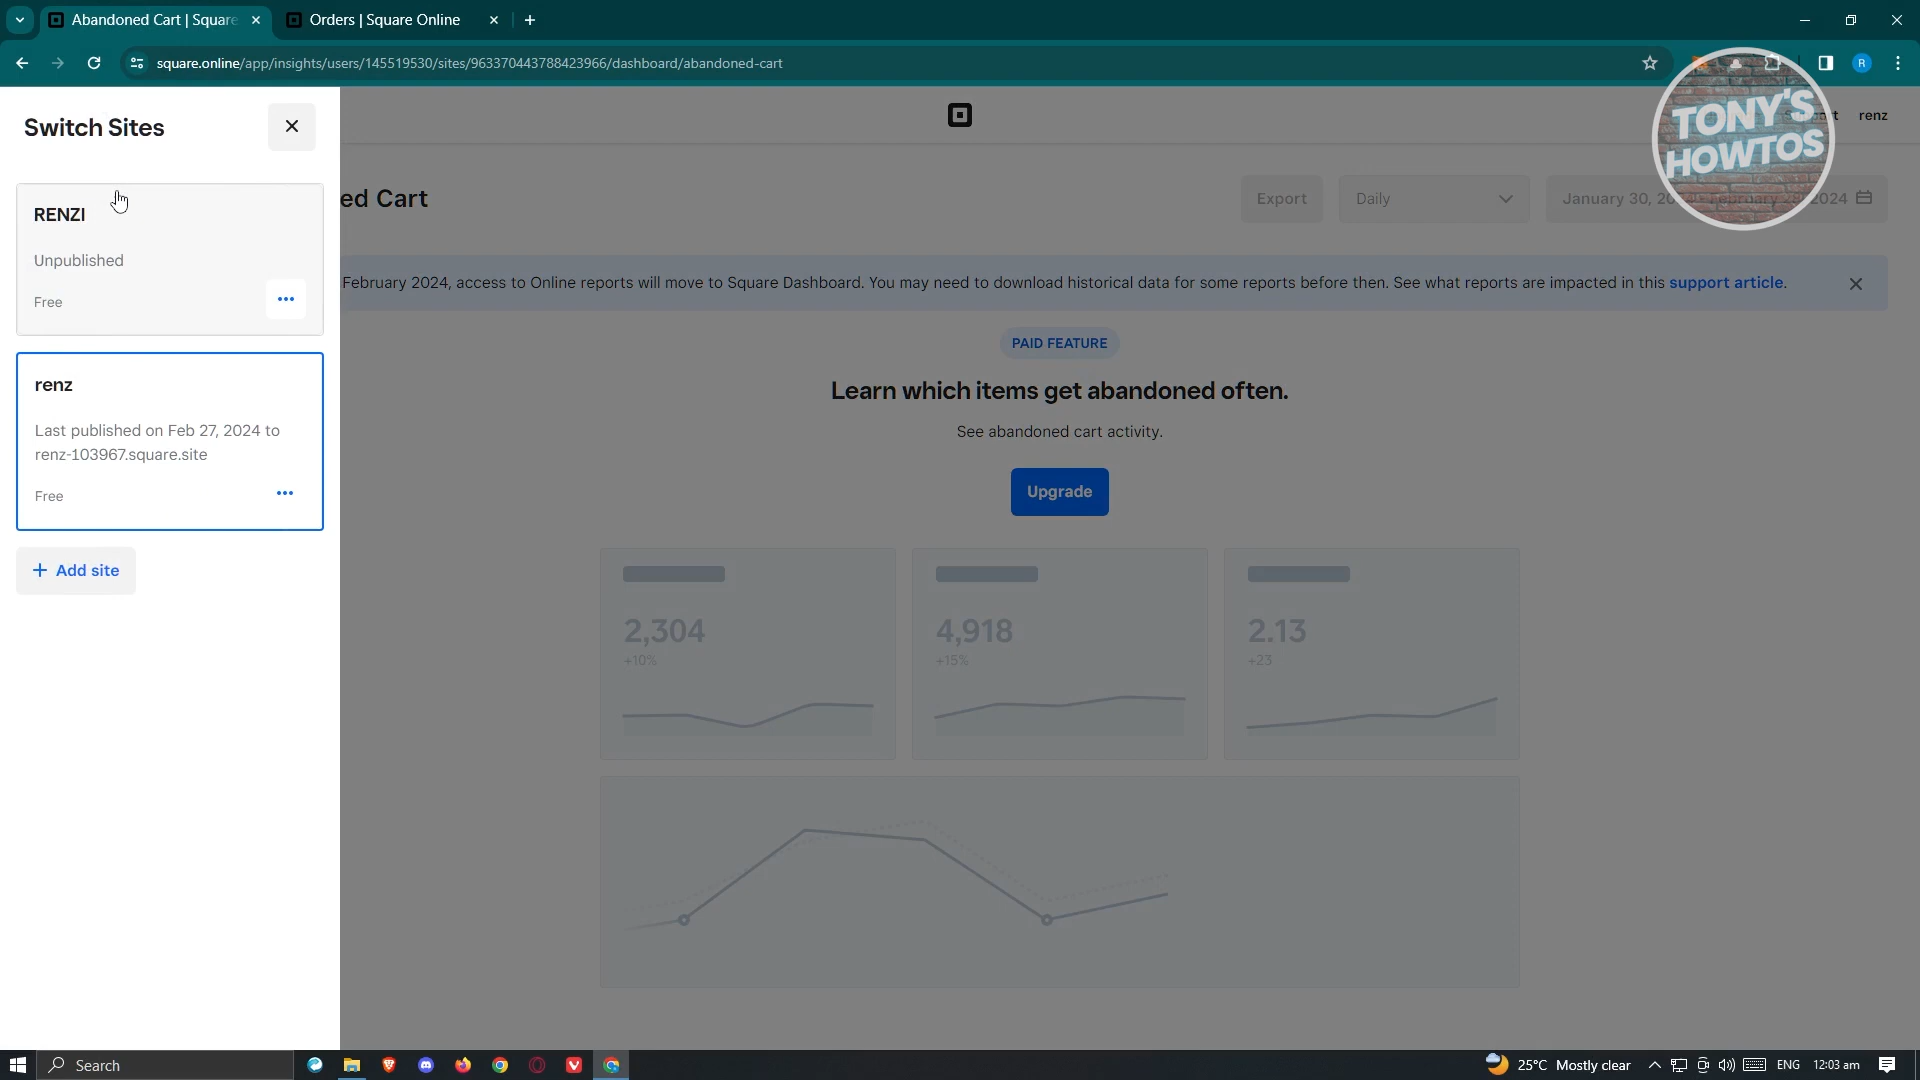 Abandoned Cart | Square
Orders | Square Online
square.online/app/insights/users/145519530/sites/963370443788423966/dashboard/abandoned-cart
R
TONY'S
HOWTOS
Switch Sites
renz
RENZI
Unpublished
Free
ed Cart
Export
Daily
January 30, 20
2024
February 2024, access to Online reports will move to Square Dashboard. You may need to download historical data for some reports before then. See what reports are impacted in this support article.
PAID FEATURE
Learn which items get abandoned often.
See abandoned cart activity.
Upgrade
renz
Last published on Feb 27, 2024 to
renz-103967.square.site
Free
+ Add site
2,304
+10%
4,918
+15%
2.13
+23
Search
25°C Mostly clear
ENG
12:03 am